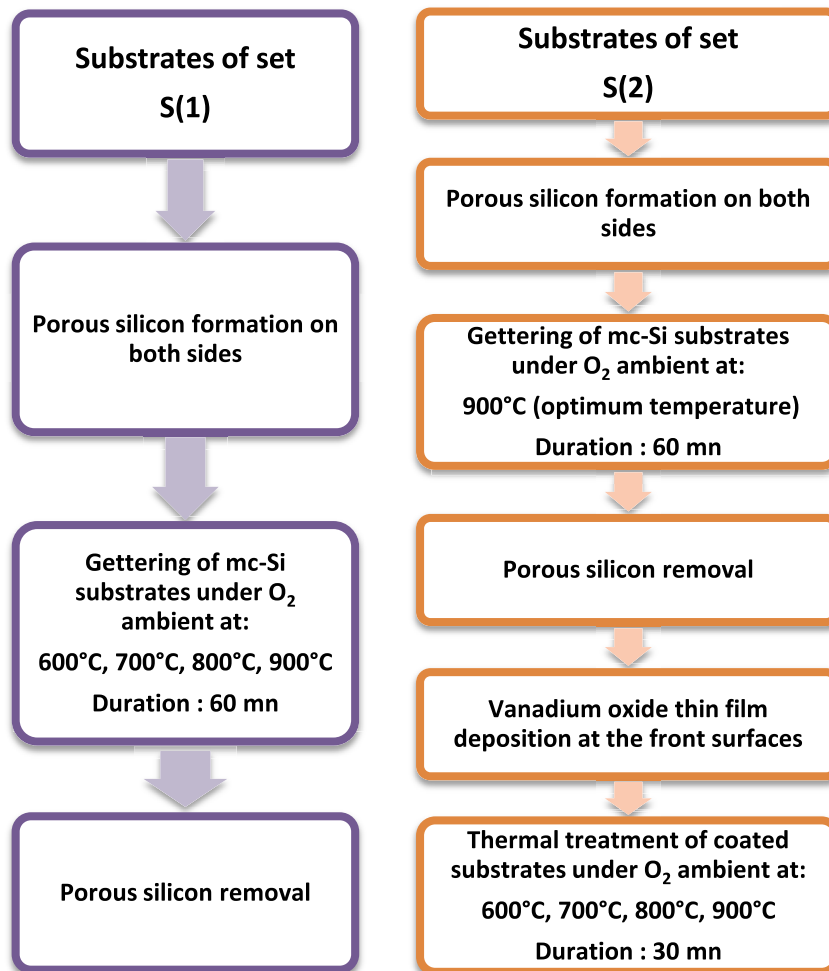 Substrates of set
S(1)
Porous silicon formation on
both sides
Gettering of mc-Si
substrates under O₂
ambient at:
600°C, 700°C, 800°C, 900°C
Duration : 60 mn
Porous silicon removal
Substrates of set
S(2)
Porous silicon formation on both
sides
Gettering of mc-Si substrates
under O₂ ambient at:
900°C (optimum temperature)
Duration : 60 mn
Porous silicon removal
Vanadium oxide thin film
deposition at the front surfaces
Thermal treatment of coated
substrates under O₂ ambient at:
600°C, 700°C, 800°C, 900°C
Duration : 30 mn